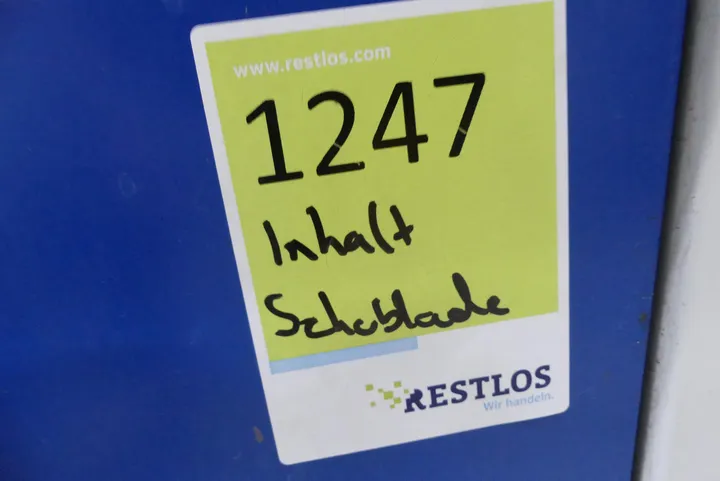 www.restlos.com
1247
Inhalt
Schublade
RESTLOS
Wir handeln.